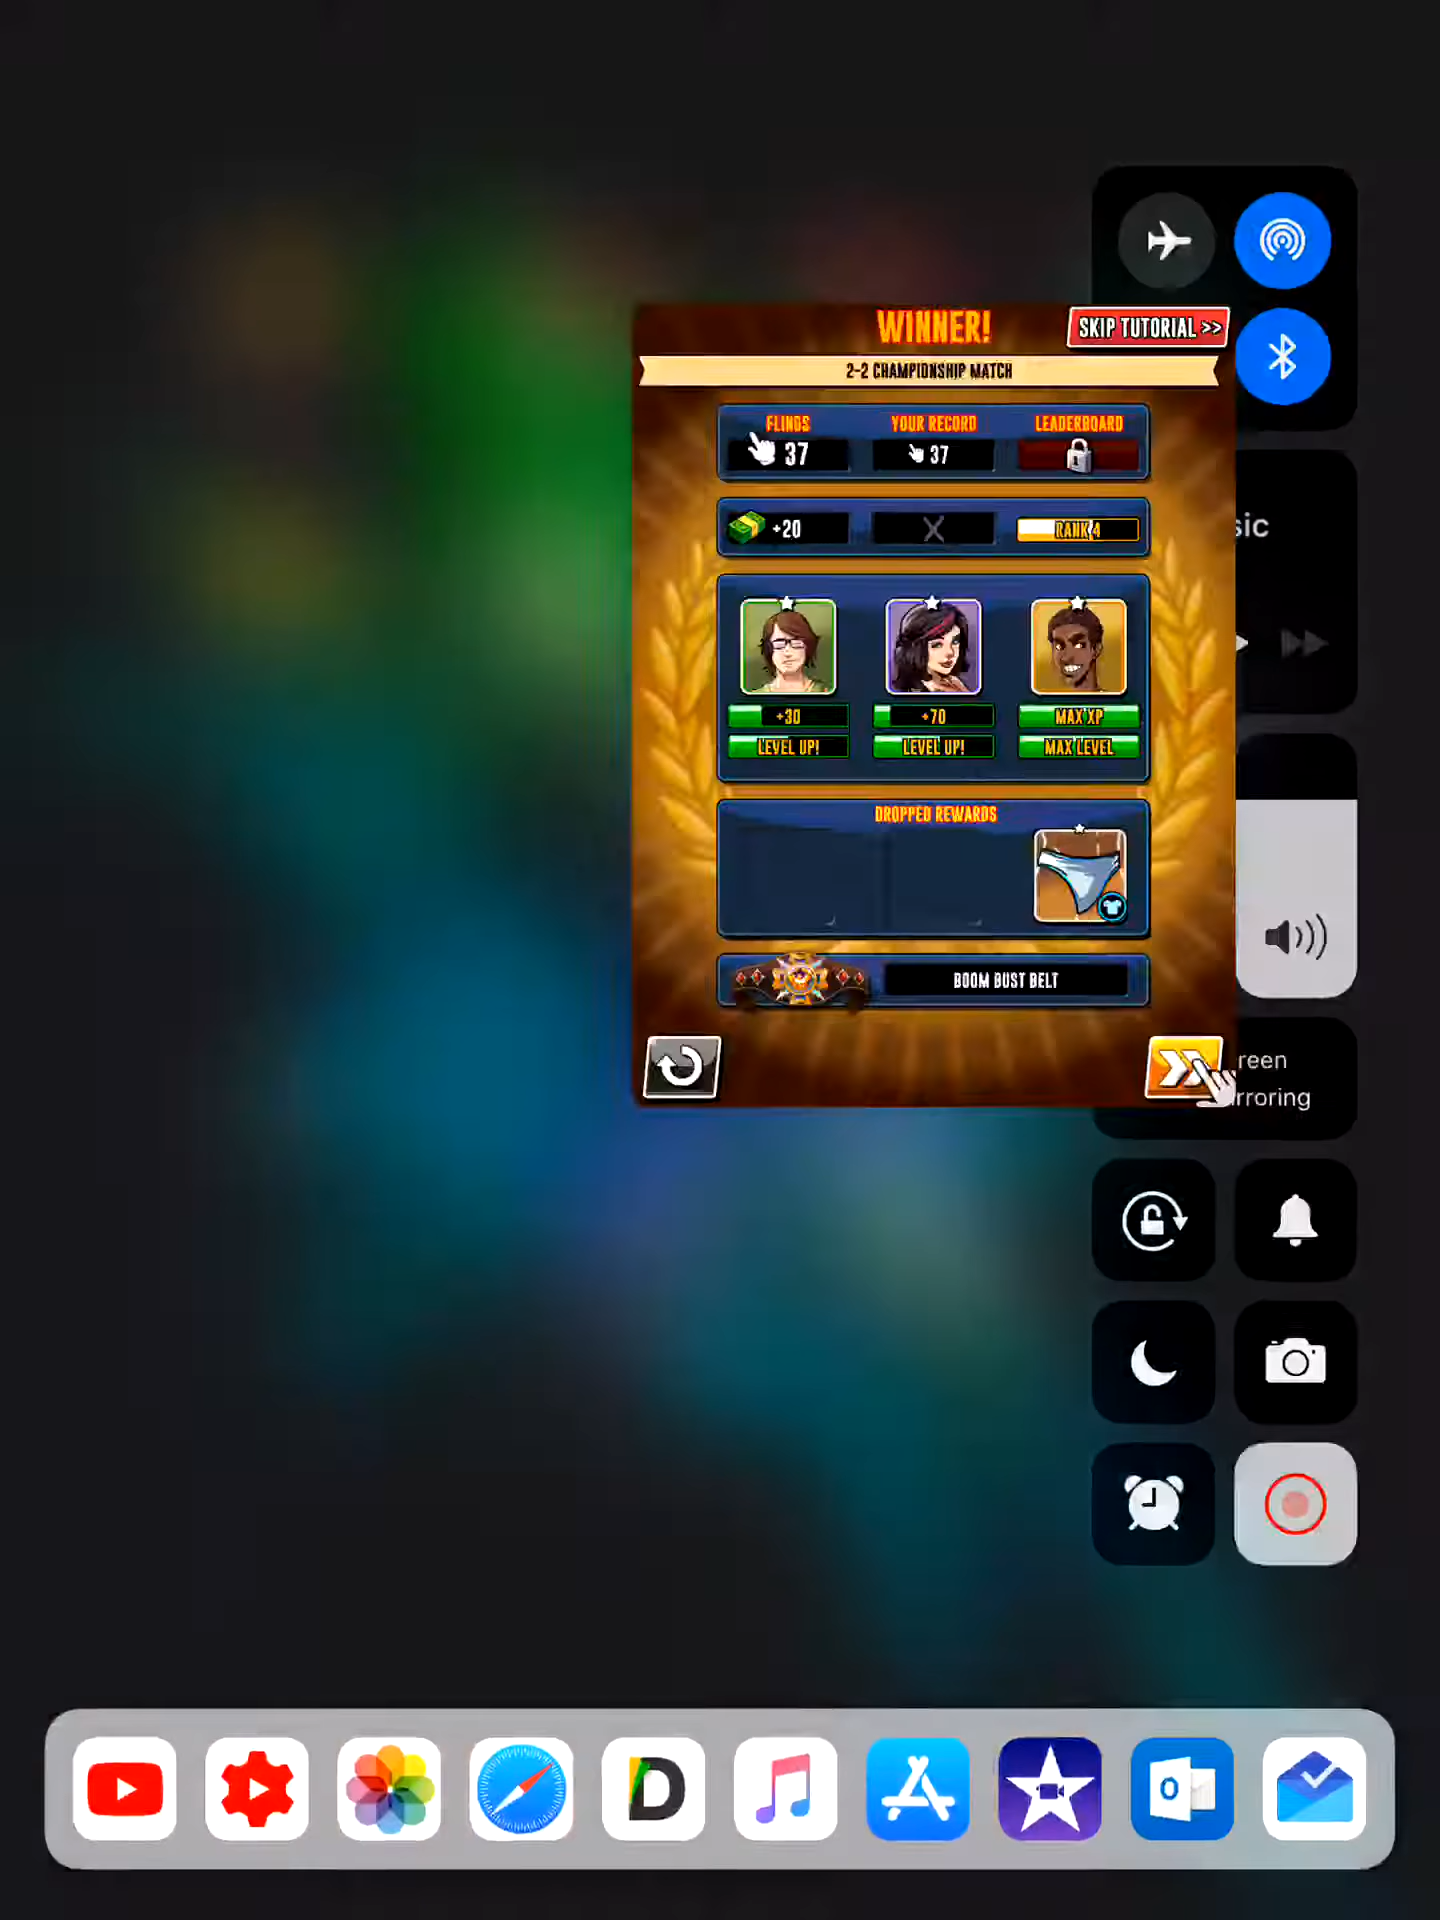 WINNER!
SKIP TUTORIAL >>
2-2 CHAMPIONSHIP MATCH
FLINGS YOUR RECORD LEADERBOARD
37 37
+20 X RANK 4
+30 +70 MAX XP
LEVEL UP! LEVEL UP! MAX LEVEL
DROPPED REWARDS
BOOM BUST BELT
sic
reen
rroring
D
O